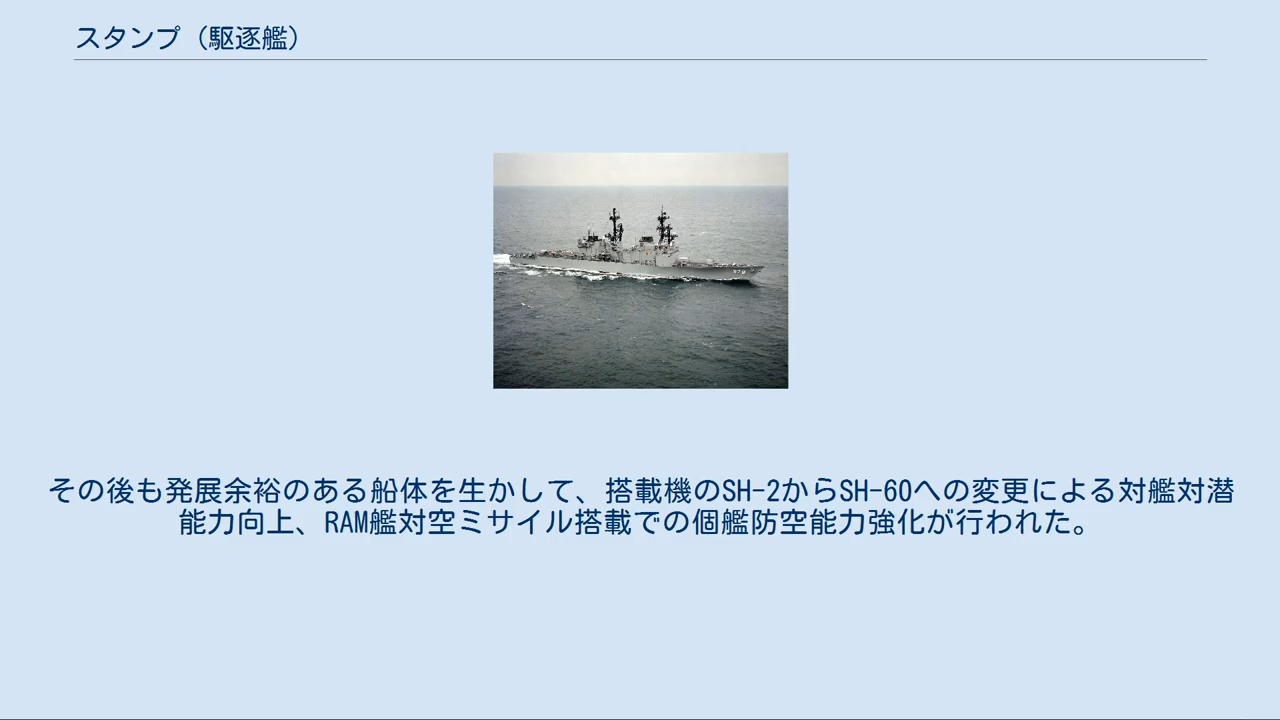 スタンプ（駆逐艦）
978
その後も発展余裕のある船体を生かして、搭載機のSH-2からSH-60への変更による対艦対潜
能力向上、RAM艦対空ミサイル搭載での個艦防空能力強化が行われた。